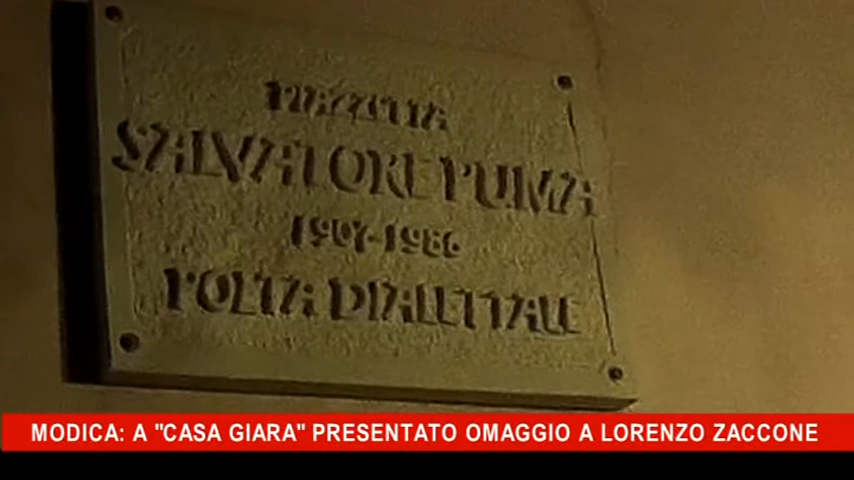 PIAZZETTA
SALVATORE PUMA
1907-1986
POETA DIALETTALE
MODICA: A "CASA GIARA" PRESENTATO OMAGGIO A LORENZO ZACCONE